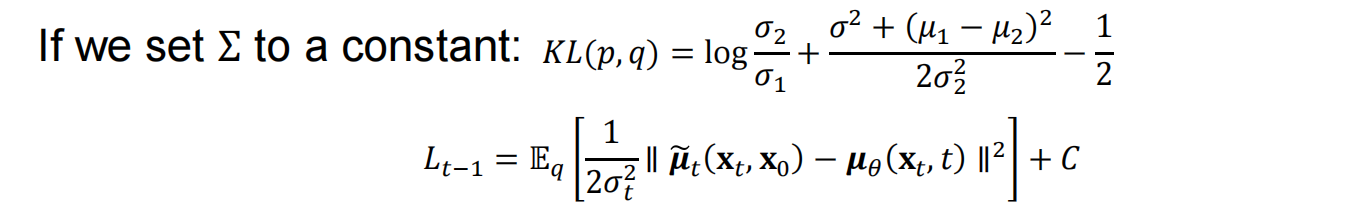 If we set Σ to a constant: KL(p, q) = log σ₂/σ₁ + (σ² + (μ₁ − μ₂)²)/(2σ₂²) − 1/2
L_{t−1} = 𝔼_q [ 1/(2σ_t²) ‖ μ̃_t(x_t, x₀) − μ_θ(x_t, t) ‖² ] + C